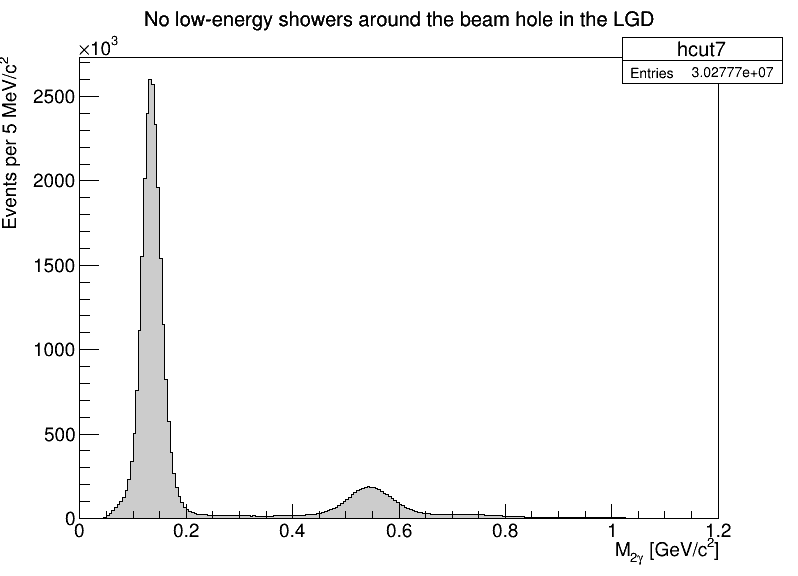 No low-energy showers around the beam hole in the LGD
×10³
hcut7
Entries 3.02777e+07
Events per 5 MeV/c²
2500
2000
1500
1000
500
0
0 0.2 0.4 0.6 0.8 1 1.2
M₂ᵧ [GeV/c²]